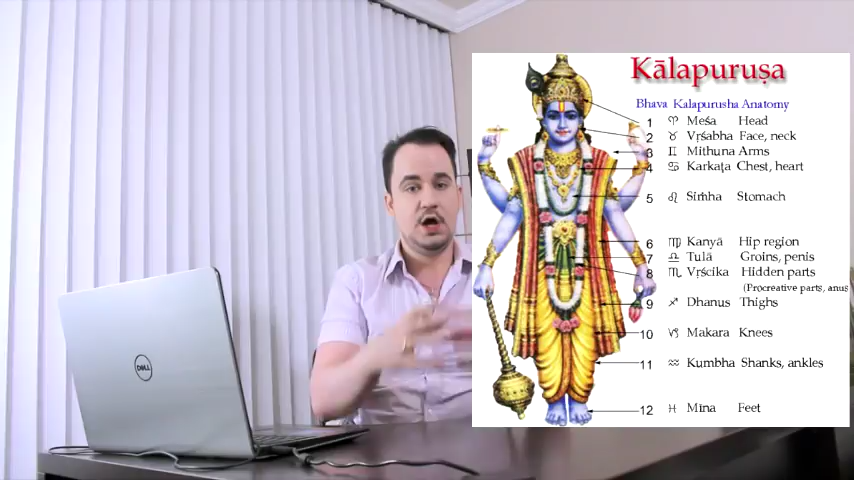 Kālapuruṣa
Bhava Kalapurusha Anatomy
1 ♈ Meśa Head
2 ♉ Vṛśabha Face, neck
3 ♊ Mithuna Arms
4 ♋ Karkaṭa Chest, heart
5 ♌ Siṁha Stomach
6 ♍ Kanyā Hip region
7 ♎ Tulā Groins, penis
8 ♏ Vṛścika Hidden parts
(Procreative parts, anus
9 ♐ Dhanus Thighs
10 ♑ Makara Knees
11 ♒ Kumbha Shanks, ankles
12 ♓ Mīna Feet
DELL